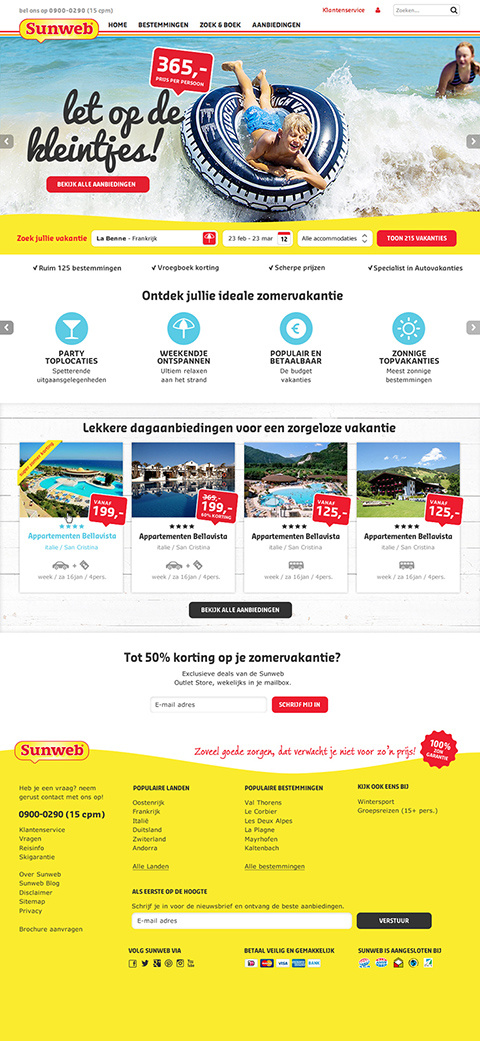 bel ons op 0900-0290 (15 cpm)
Klantenservice
Zoeken...
Sunweb
HOME BESTEMMINGEN ZOEK & BOEK AANBIEDINGEN
365,-
PRIJS PER PERSOON
let op de
kleintjes!
BEKIJK ALLE AANBIEDINGEN
Zoek jullie vakantie
La Benne - Frankrijk
23 feb - 23 mar
12
Alle accommodaties
TOON 215 VAKANTIES
Ruim 125 bestemmingen
Vroegboek korting
Scherpe prijzen
Specialist in Autovakanties
Ontdek jullie ideale zomervakantie
PARTY
TOPLOCATIES
Spetterende
uitgaansgelegenheden
WEEKENDJE
ONTSPANNEN
Ultiem relaxen
aan het strand
POPULAIR EN
BETAALBAAR
De budget
vakanties
ZONNIGE
TOPVAKANTIES
Meest zonnige
bestemmingen
Lekkere dagaanbiedingen voor een zorgeloze vakantie
VANAF
199,-
Appartementen Bellavista
italie / San Cristina
week / za 16jan / 4pers.
369,-
199,-
60% KORTING
Appartementen Bellavista
italie / San Cristina
week / za 16jan / 4pers.
VANAF
125,-
Appartementen Bellavista
italie / San Cristina
week / za 16jan / 4pers.
VANAF
125,-
Appartementen Bellavista
italie / San Cristina
week / za 16jan / 4pers.
BEKIJK ALLE AANBIEDINGEN
Tot 50% korting op je zomervakantie?
Exclusieve deals van de Sunweb
Outlet Store, wekelijks in je mailbox.
E-mail adres
SCHRIJF MIJ IN
Sunweb
Zoveel goede zorgen, dat verwacht je niet voor zo'n prijs!
100%
ZON
GARANTIE
Heb je een vraag? neem
gerust contact met ons op!
0900-0290 (15 cpm)
Klantenservice
Vragen
Reisinfo
Skigarantie
Over Sunweb
Sunweb Blog
Disclaimer
Sitemap
Privacy
Brochure aanvragen
POPULAIRE LANDEN
Oostenrijk
Frankrijk
Italië
Duitsland
Zwiterland
Andorra
Alle Landen
POPULAIRE BESTEMMINGEN
Val Thorens
Le Corbier
Les Deux Alpes
La Plagne
Mayrhofen
Kaltenbach
Alle bestemmingen
KIJK OOK EENS BIJ
Wintersport
Groepsreizen (15+ pers.)
ALS EERSTE OP DE HOOGTE
Schrijf je in voor de nieuwsbrief en ontvang de beste aanbiedingen.
E-mail adres
VERSTUUR
VOLG SUNWEB VIA
BETAAL VEILIG EN GEMAKKELIJK
VISA
BANK
SUNWEB IS AANGESLOTEN BIJ